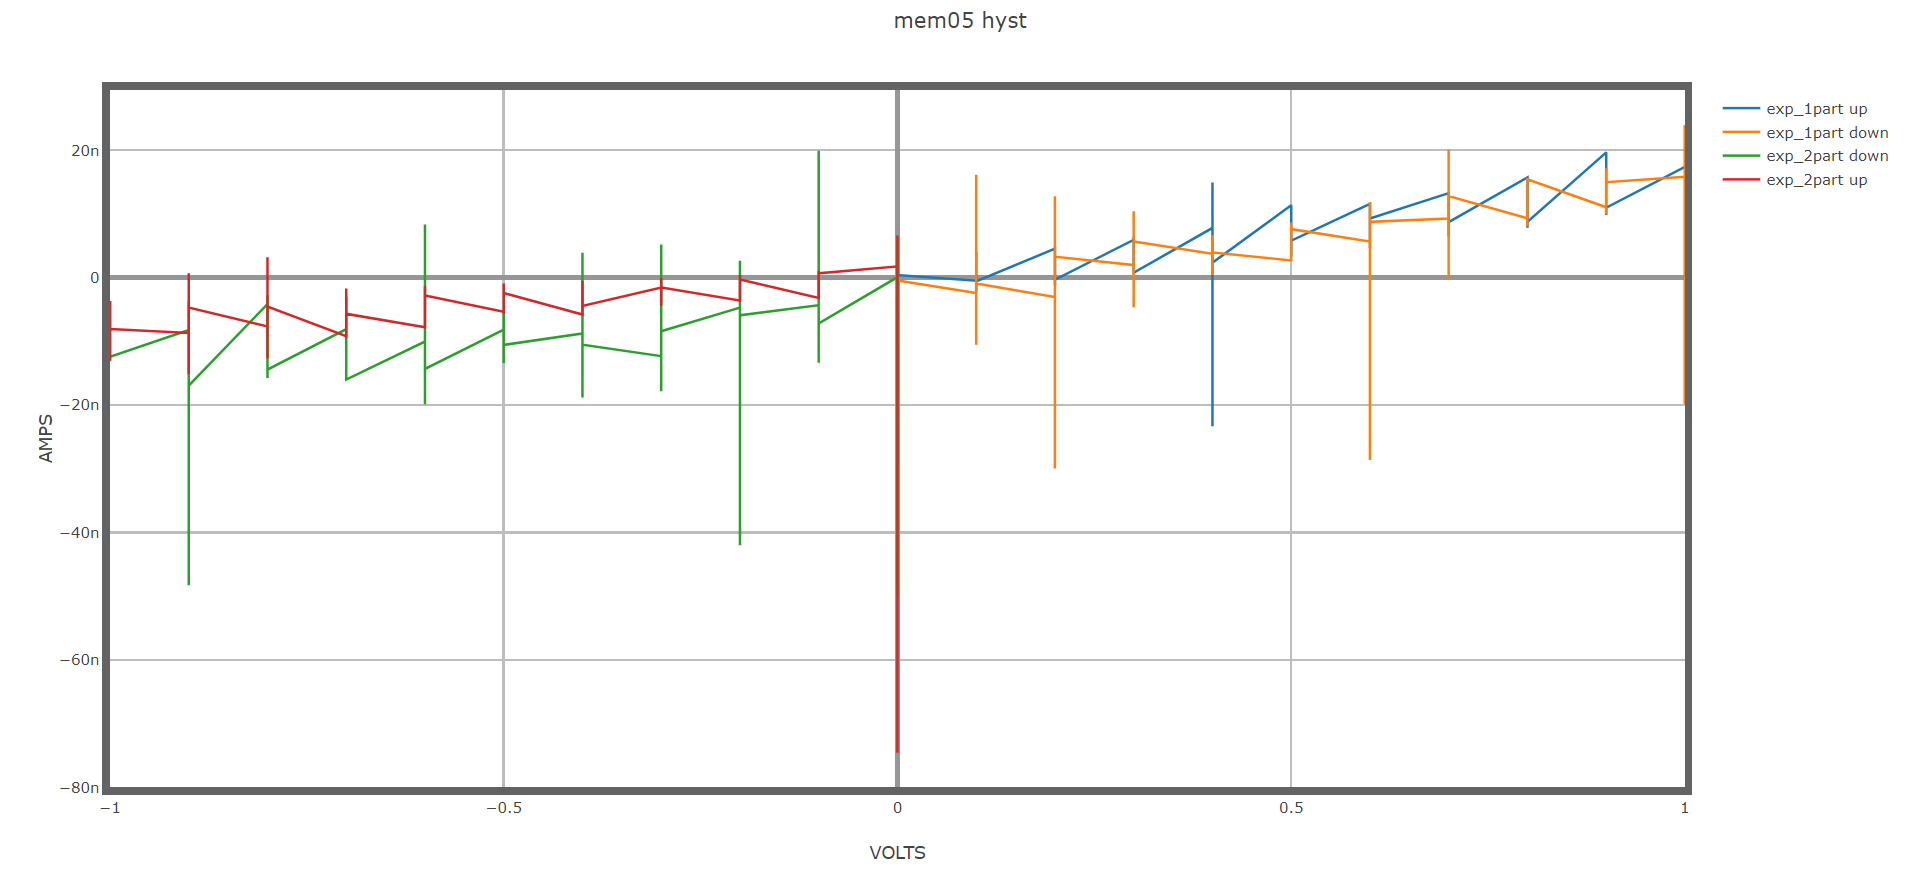 mem05 hyst
exp_1part up
exp_1part down
exp_2part down
exp_2part up
20n
0
−20n
−40n
−60n
−80n
AMPS
−1
−0.5
0
0.5
1
VOLTS